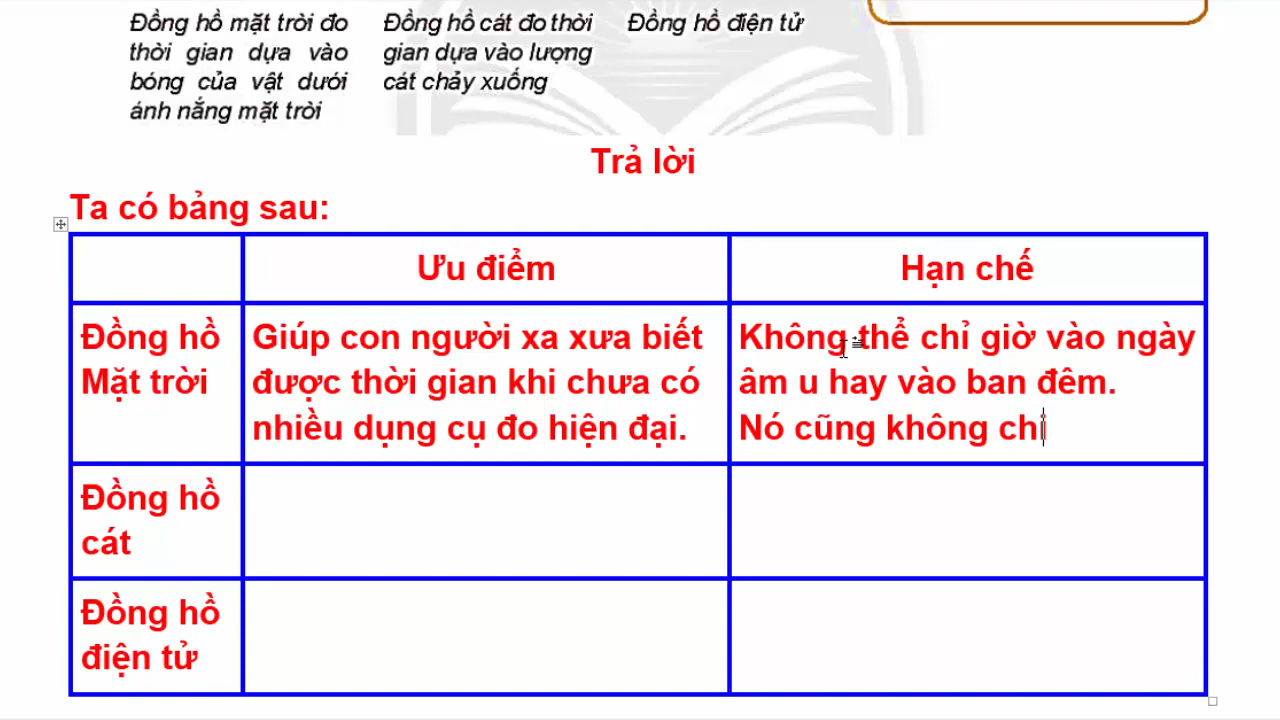 Đồng hồ mặt trời đo
thời gian dựa vào
bóng của vật dưới
ánh nắng mặt trời
Đồng hồ cát đo thời
gian dựa vào lượng
cát chảy xuống
Đồng hồ điện tử
Trả lời
Ta có bảng sau:
Ưu điểm
Hạn chế
Đồng hồ
Mặt trời
Giúp con người xa xưa biết
được thời gian khi chưa có
nhiều dụng cụ đo hiện đại.
Không thể chỉ giờ vào ngày
âm u hay vào ban đêm.
Nó cũng không chỉ
Đồng hồ
cát
Đồng hồ
điện tử